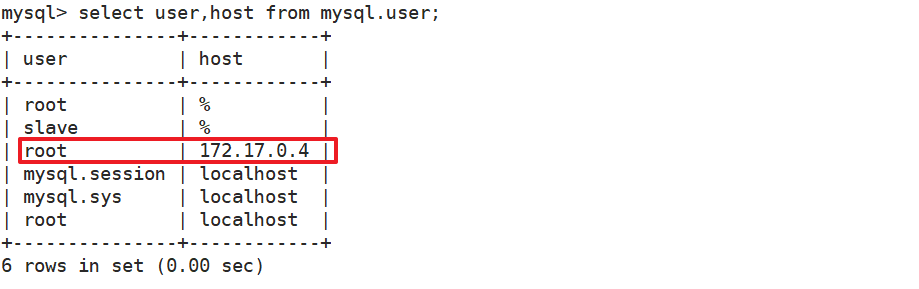 mysql> select user,host from mysql.user;
+---------------+------------+
| user          | host       |
+---------------+------------+
| root          | %          |
| slave         | %          |
| root          | 172.17.0.4 |
| mysql.session | localhost  |
| mysql.sys     | localhost  |
| root          | localhost  |
+---------------+------------+
6 rows in set (0.00 sec)